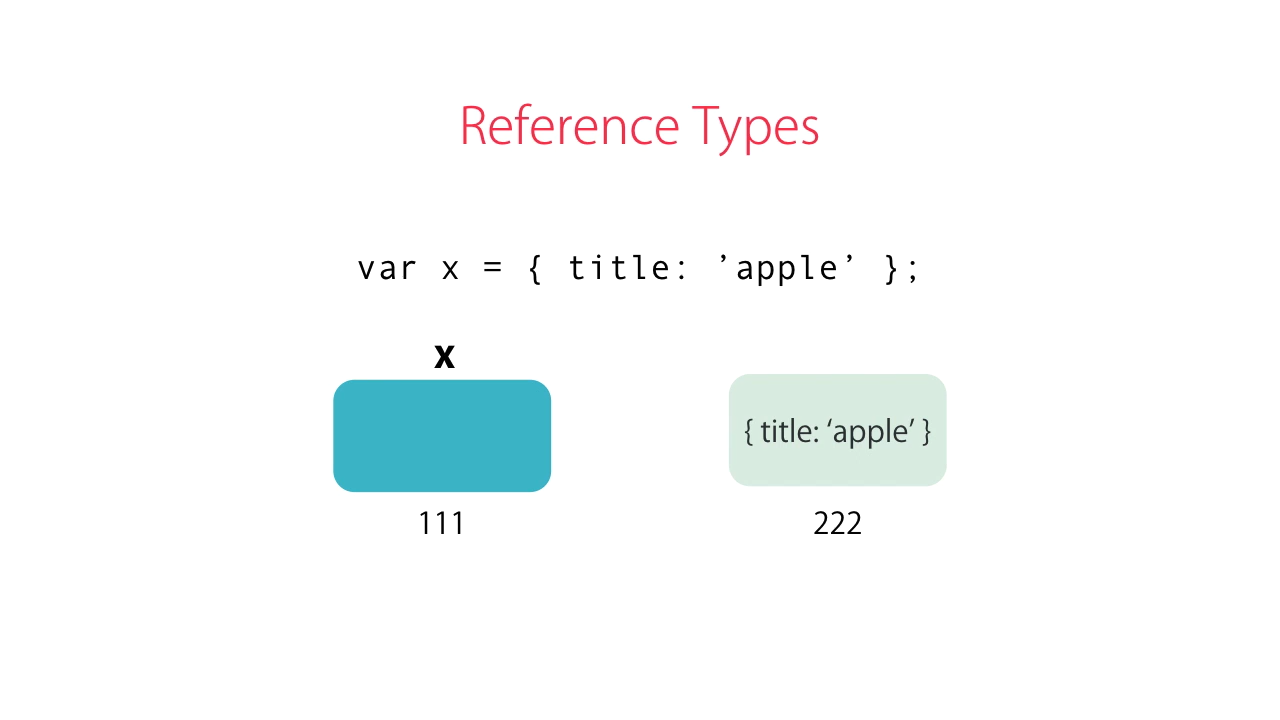 Reference Types
var x = { title: ’apple’ };
x
{ title: ‘apple’ }
111
222